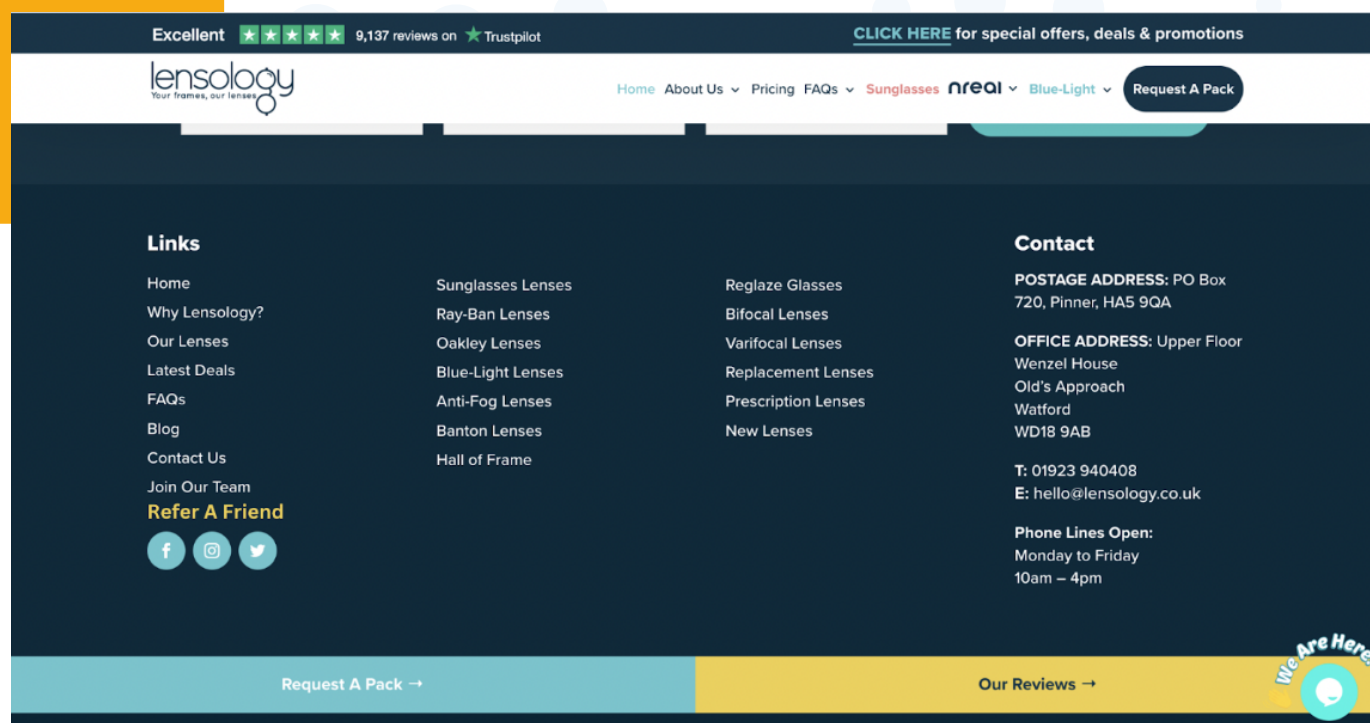 Excellent 9,137 reviews on Trustpilot
CLICK HERE for special offers, deals & promotions
lensology
Your frames, our lenses
Home About Us Pricing FAQs Sunglasses nreal Blue-Light Request A Pack
Links
Home
Why Lensology?
Our Lenses
Latest Deals
FAQs
Blog
Contact Us
Join Our Team
Refer A Friend
Sunglasses Lenses
Ray-Ban Lenses
Oakley Lenses
Blue-Light Lenses
Anti-Fog Lenses
Banton Lenses
Hall of Frame
Reglaze Glasses
Bifocal Lenses
Varifocal Lenses
Replacement Lenses
Prescription Lenses
New Lenses
Contact
POSTAGE ADDRESS: PO Box
720, Pinner, HA5 9QA
OFFICE ADDRESS: Upper Floor
Wenzel House
Old's Approach
Watford
WD18 9AB
T: 01923 940408
E: hello@lensology.co.uk
Phone Lines Open:
Monday to Friday
10am – 4pm
Request A Pack →
Our Reviews →
We Are Here